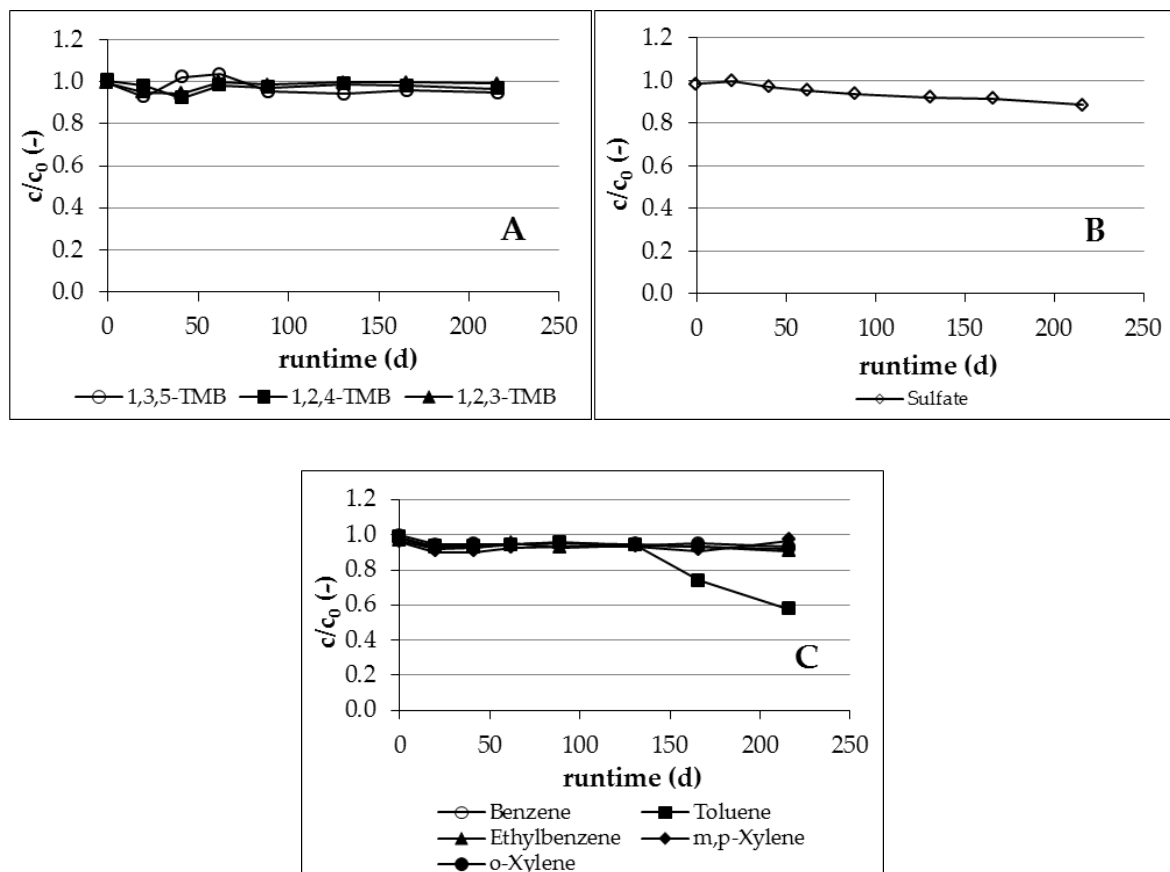 1.2
1.0
0.8
0.6
0.4
0.2
0.0
c/c₀ (-)
A
0 50 100 150 200 250
runtime (d)
1,3,5-TMB 1,2,4-TMB 1,2,3-TMB
1.2
1.0
0.8
0.6
0.4
0.2
0.0
c/c₀ (-)
B
0 50 100 150 200 250
runtime (d)
Sulfate
1.2
1.0
0.8
0.6
0.4
0.2
0.0
c/c₀ (-)
C
0 50 100 150 200 250
runtime (d)
Benzene Toluene
Ethylbenzene m,p-Xylene
o-Xylene